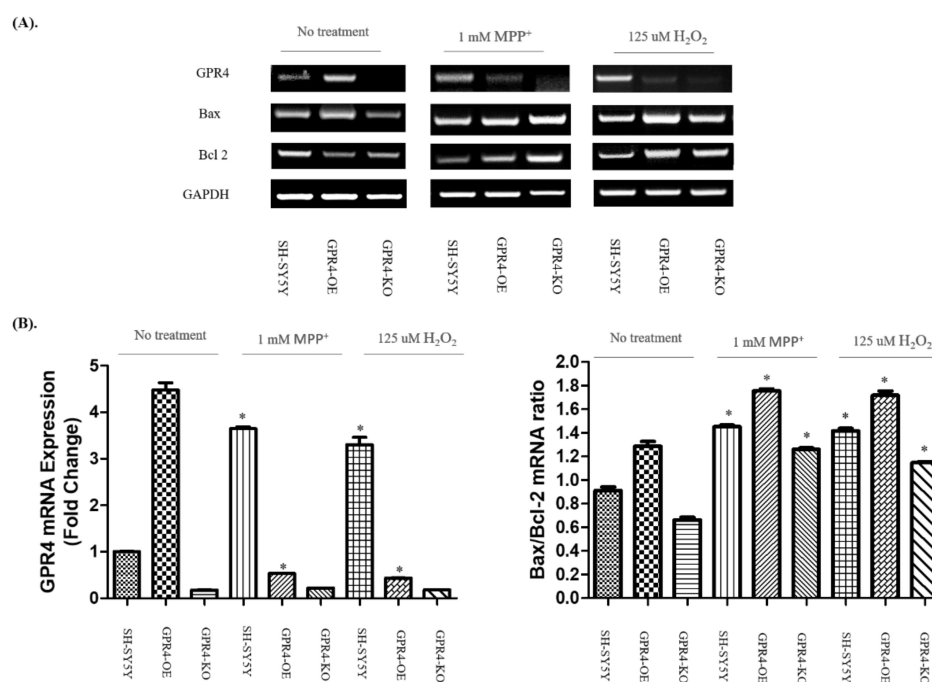 (A).
No treatment
1 mM MPP⁺
125 uM H₂O₂
GPR4
Bax
Bcl 2
GAPDH
SH-SY5Y
GPR4-OE
GPR4-KO
SH-SY5Y
GPR4-OE
GPR4-KO
SH-SY5Y
GPR4-OE
GPR4-KO
(B).
No treatment
1 mM MPP⁺
125 uM H₂O₂
GPR4 mRNA Expression
(Fold Change)
5
4
3
2
1
0
*
*
*
*
SH-SY5Y
GPR4-OE
GPR4-KO
SH-SY5Y
GPR4-OE
GPR4-KO
SH-SY5Y
GPR4-OE
GPR4-KO
No treatment
1 mM MPP⁺
125 uM H₂O₂
Bax/Bcl-2 mRNA ratio
2.0
1.8
1.6
1.4
1.2
1.0
0.8
0.6
0.4
0.2
0.0
*
*
*
*
*
*
SH-SY5Y
GPR4-OE
GPR4-KO
SH-SY5Y
GPR4-OE
GPR4-KO
SH-SY5Y
GPR4-OE
GPR4-KO